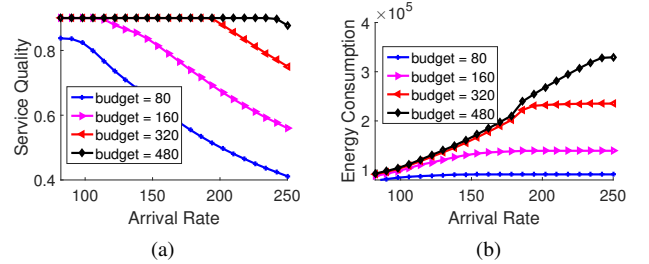 Service Quality
0.8
0.6
0.4
budget = 80
budget = 160
budget = 320
budget = 480
100
150
200
250
Arrival Rate
(a)
Energy Consumption
× 10⁵
4
3
2
1
budget = 80
budget = 160
budget = 320
budget = 480
100
150
200
250
Arrival Rate
(b)